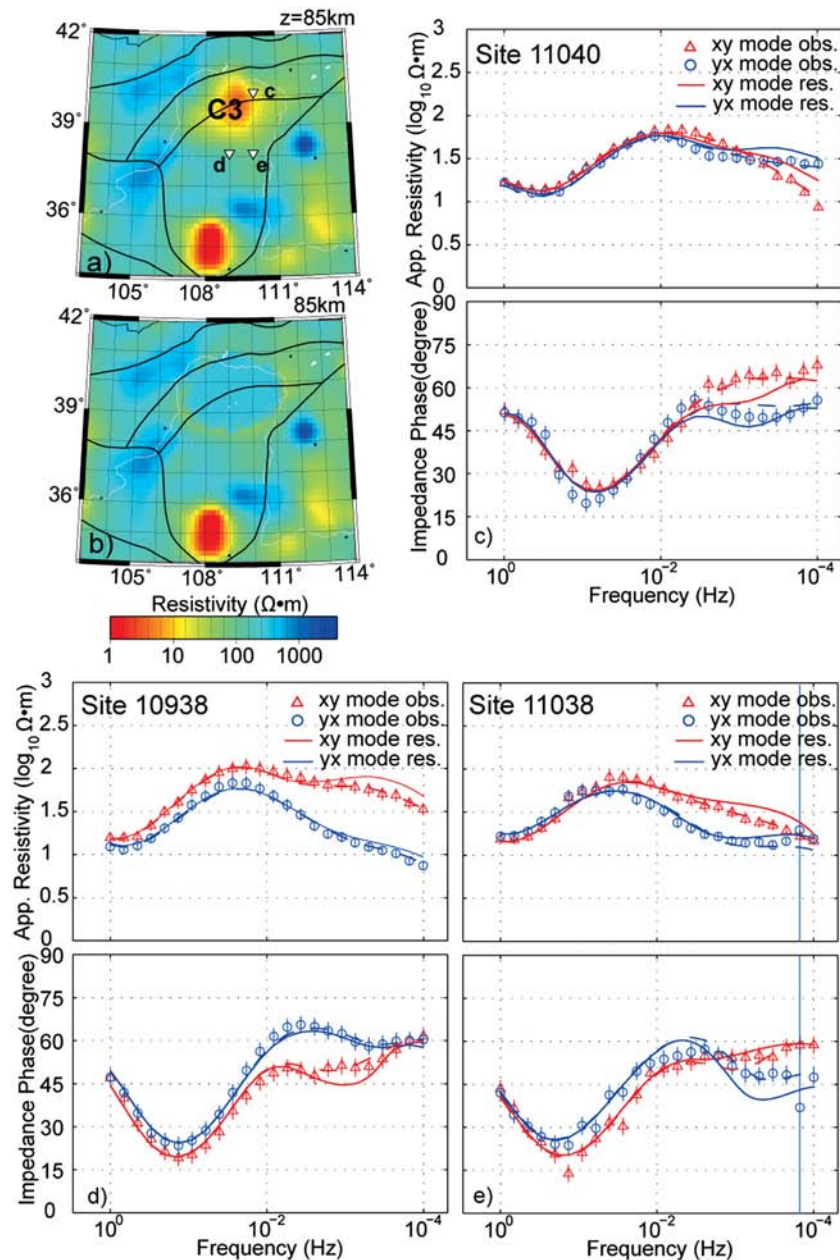 z=85km
42°
39°
36°
C3
c
d
e
a)
105°
108°
111°
114°
85km
42°
39°
36°
b)
105°
108°
111°
114°
Resistivity (Ω•m)
1
10
100
1000
Site 11040
xy mode obs.
yx mode obs.
xy mode res.
yx mode res.
App. Resistivity (log10 Ω•m)
3
2.5
2
1.5
1
0.5
0
Impedance Phase(degree)
90
75
60
45
30
15
0
c)
10⁰
10⁻²
10⁻⁴
Frequency (Hz)
Site 10938
xy mode obs.
yx mode obs.
xy mode res.
yx mode res.
App. Resistivity (log10 Ω•m)
3
2.5
2
1.5
1
0.5
0
Site 11038
xy mode obs.
yx mode obs.
xy mode res.
yx mode res.
Impedance Phase(degree)
90
75
60
45
30
15
0
d)
10⁰
10⁻²
10⁻⁴
Frequency (Hz)
e)
10⁰
10⁻²
10⁻⁴
Frequency (Hz)